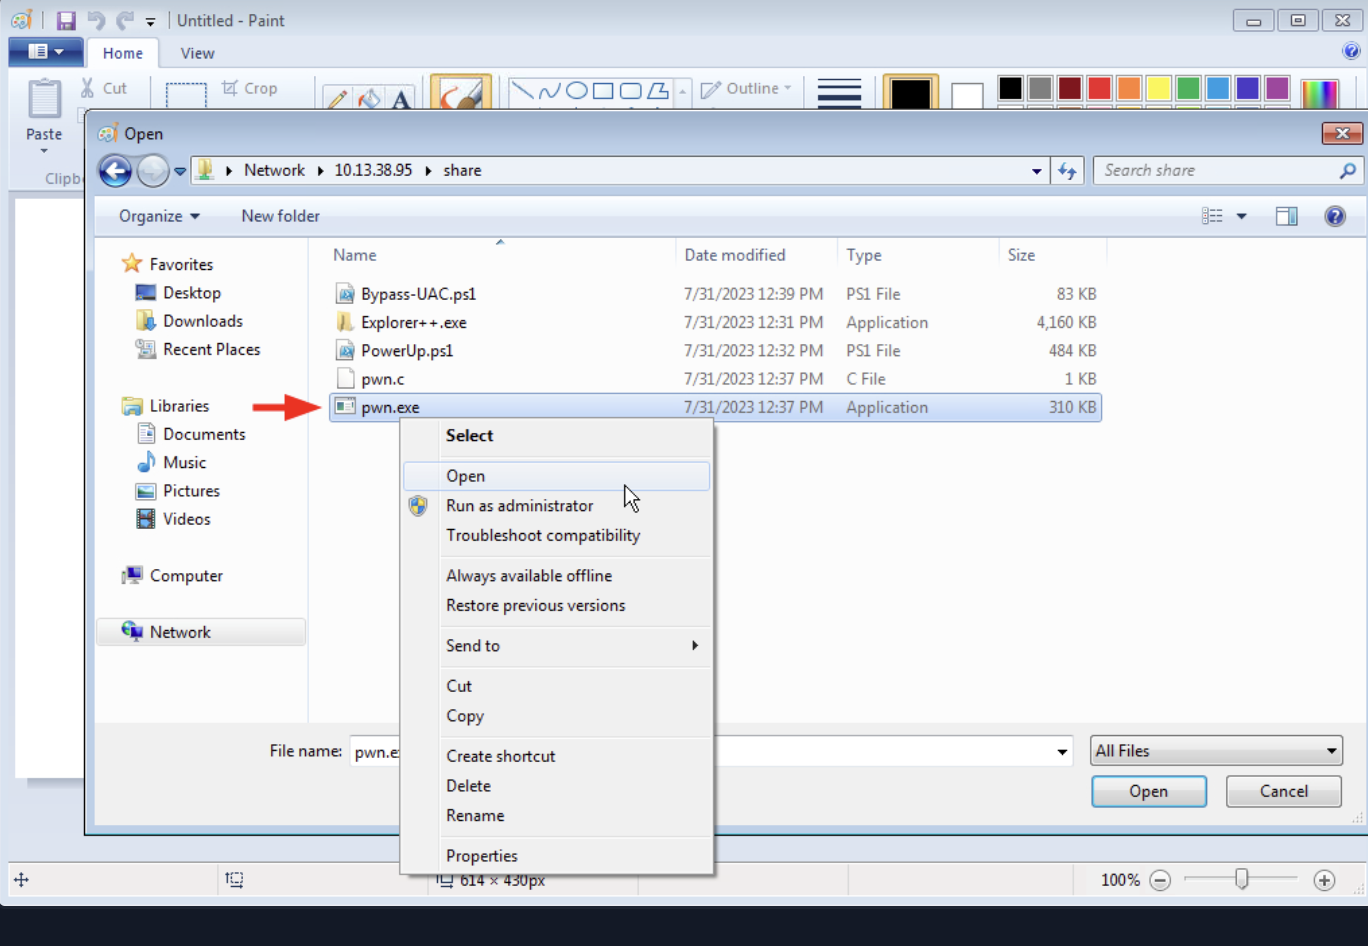 Untitled - Paint
Home View
Cut Crop Outline
Paste
Open
Clipb
Network 10.13.38.95 share Search share
Organize New folder
Name Date modified Type Size
Favorites
Desktop
Downloads
Recent Places
Bypass-UAC.ps1 7/31/2023 12:39 PM PS1 File 83 KB
Explorer++.exe 7/31/2023 12:31 PM Application 4,160 KB
PowerUp.ps1 7/31/2023 12:32 PM PS1 File 484 KB
pwn.c 7/31/2023 12:37 PM C File 1 KB
pwn.exe 7/31/2023 12:37 PM Application 310 KB
Libraries
Documents
Music
Pictures
Videos
Computer
Network
Select
Open
Run as administrator
Troubleshoot compatibility
Always available offline
Restore previous versions
Send to
Cut
Copy
Create shortcut
Delete
Rename
Properties
File name: pwn.e All Files
Open Cancel
614 × 430px 100%